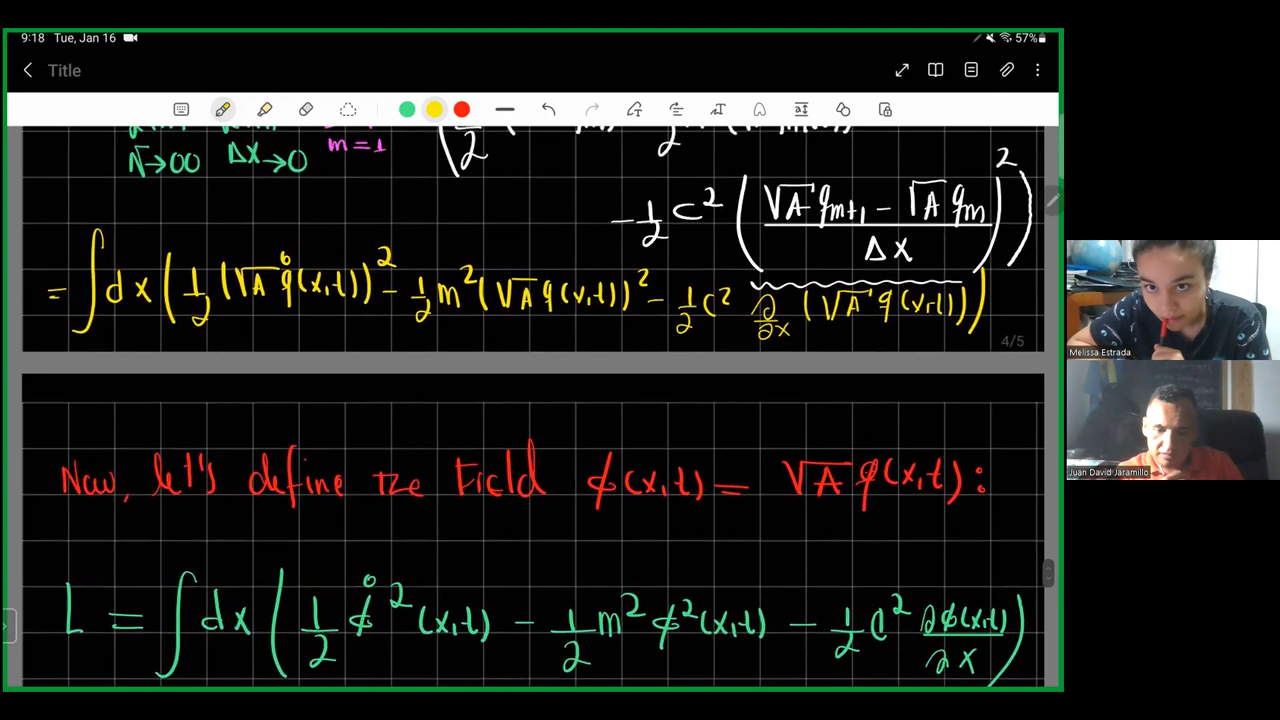 9:18 Tue, Jan 16
57%
Title
N→∞ Δx→0 m=1
-1/2 c² ((√A q_{m+1} - √A q_m)/Δx)²)
= ∫ dx (1/2 (√A q̇(x,t))² - 1/2 m² (√A q(x,t))² - 1/2 c² ∂/∂x (√A q(x,t)))
4/5
Now, let's define the Field φ(x,t) = √A q(x,t):
L = ∫ dx (1/2 φ̇²(x,t) - 1/2 m² φ²(x,t) - 1/2 c² ∂φ(x,t)/∂x)
Melissa Estrada
Juan David Jaramillo